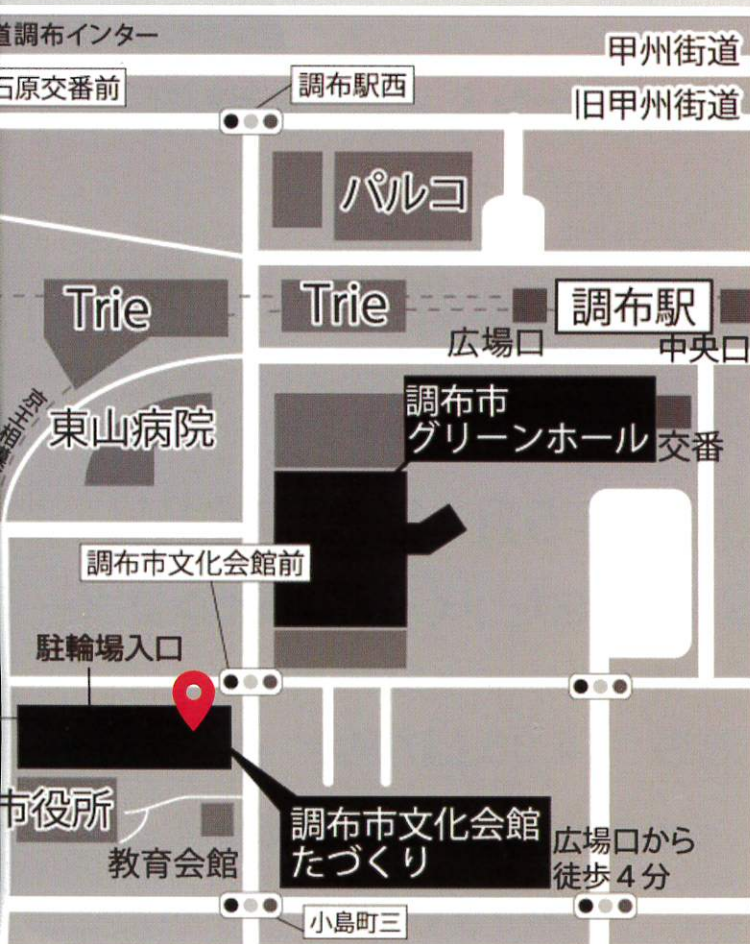 道調布インター
甲州街道
石原交番前
調布駅西
旧甲州街道
パルコ
Trie
Trie
調布駅
広場口
中央口
調布市
グリーンホール
交番
東山病院
調布市文化会館前
駐輪場入口
調布市文化会館
たづくり
広場口から
徒歩4分
市役所
教育会館
小島町三